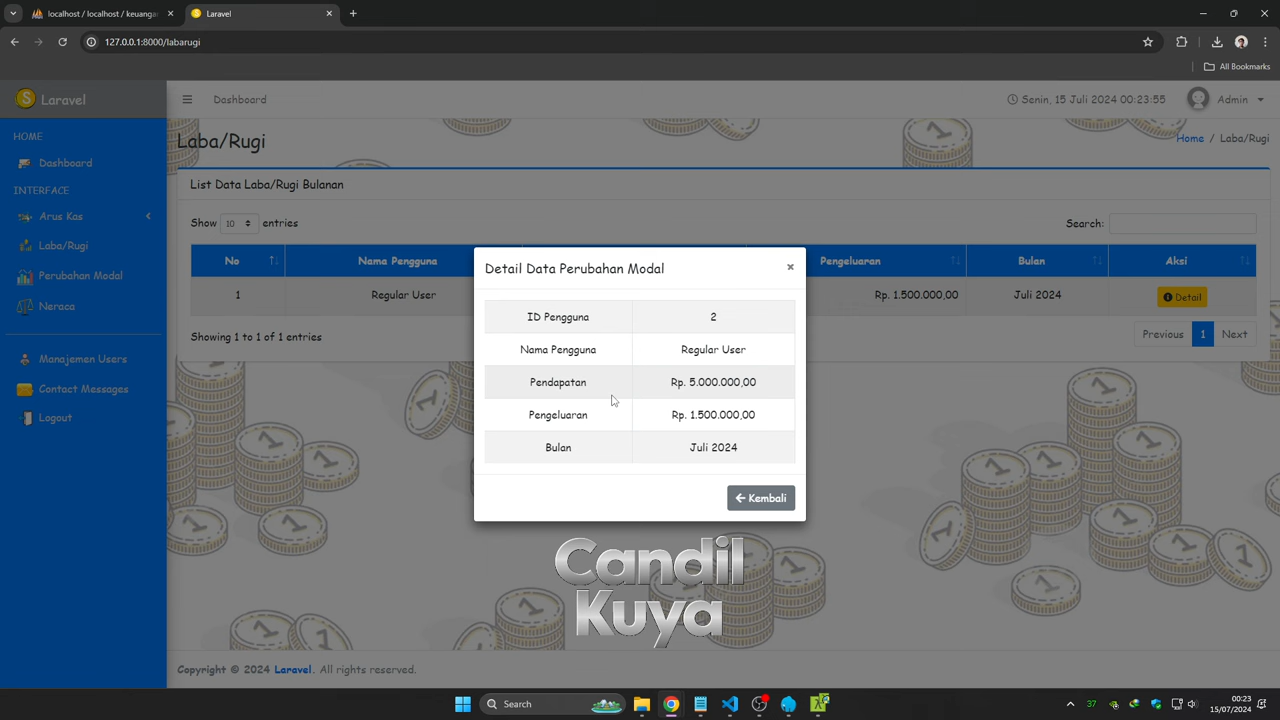 localhost / localhost / keuangan
Laravel
127.0.0.1:8000/labarugi
All Bookmarks
Laravel
Dashboard
Senin, 15 Juli 2024 00:23:55
Admin
HOME
Dashboard
INTERFACE
Arus Kas
Laba/Rugi
Perubahan Modal
Neraca
Manajemen Users
Contact Messages
Logout
Laba/Rugi
Home / Laba/Rugi
List Data Laba/Rugi Bulanan
Show 10 entries
Search:
No Nama Pengguna Pengeluaran Bulan Aksi
1 Regular User Rp. 1.500.000,00 Juli 2024 Detail
Showing 1 to 1 of 1 entries
Previous 1 Next
Detail Data Perubahan Modal
×
ID Pengguna 2
Nama Pengguna Regular User
Pendapatan Rp. 5.000.000,00
Pengeluaran Rp. 1.500.000,00
Bulan Juli 2024
Kembali
Candil
Kuya
Copyright © 2024 Laravel. All rights reserved.
Search
37
00:23
15/07/2024